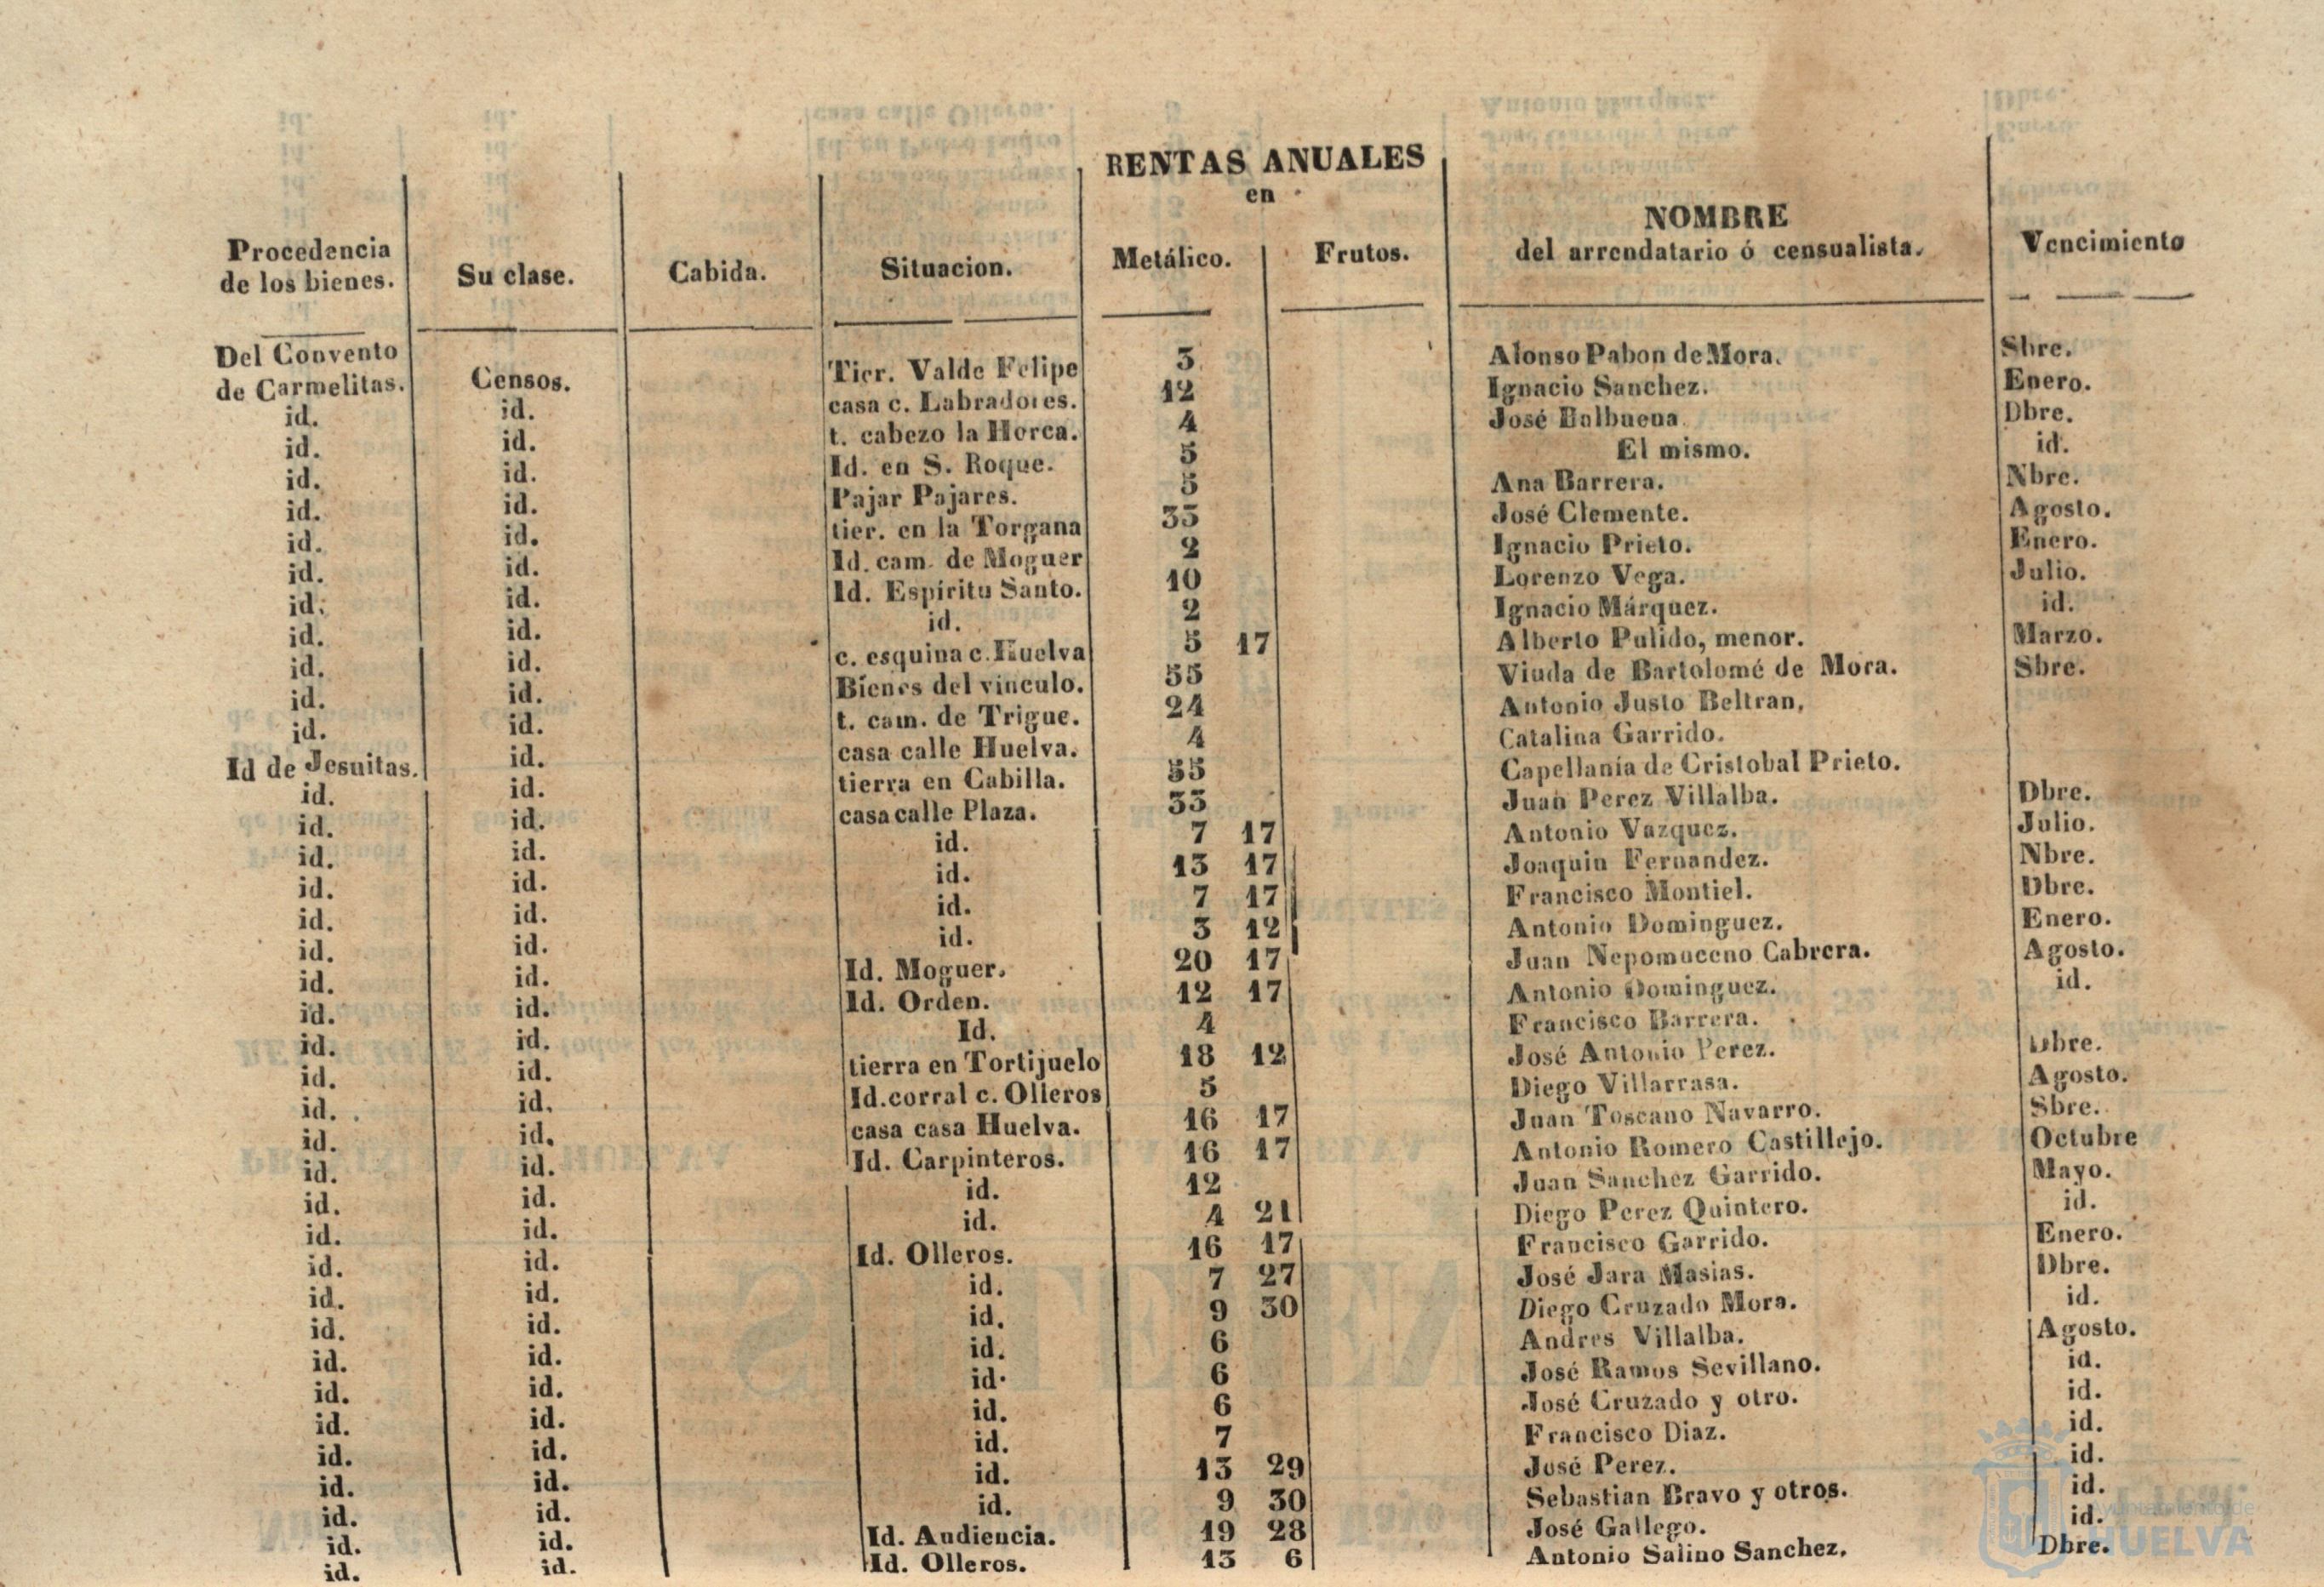 RENTAS ANUALES
en
Procedencia de los bienes. Su clase. Cabida. Situacion. Metálico. Frutos. NOMBRE del arrendatario ó censualista. Vencimiento
Del Convento
de Carmelitas. Censos. Tier. Valde Felipe 3 Alonso Pabon de Mora. Sbre.
id. id. casa c. Labradores. 12 Ignacio Sanchez. Enero.
id. id. t. cabezo la Horca. 4 José Balbuena. Dbre.
id. id. Id. en S. Roque. 5 El mismo. id.
id. id. Pajar Pajares. 5 Ana Barrera. Nbre.
id. id. tier. en la Torgana 33 José Clemente. Agosto.
id. id. Id. cam. de Moguer 2 Ignacio Prieto. Enero.
id. id. Id. Espíritu Santo. 10 Lorenzo Vega. Julio.
id. id. id. 2 Ignacio Márquez. id.
id. id. c. esquina c. Huelva 5 17 Alberto Pulido, menor. Marzo.
id. id. Bienes del vinculo. 55 Viuda de Bartolomé de Mora. Sbre.
id. id. t. cam. de Trigue. 24 Antonio Justo Beltran,
id. id. casa calle Huelva. 4 Catalina Garrido.
Id de Jesuitas. id. tierra en Cabilla. 55 Capellanía de Cristobal Prieto.
id. id. casa calle Plaza. 33 Juan Perez Villalba. Dbre.
id. id. id. 7 17 Antonio Vazquez. Julio.
id. id. id. 13 17 Joaquin Fernandez. Nbre.
id. id. id. 7 17 Francisco Montiel. Dbre.
id. id. id. 3 12 Antonio Dominguez. Enero.
id. id. Id. Moguer. 20 17 Juan Nepomuceno Cabrera. Agosto.
id. id. Id. Orden. 12 17 Antonio Dominguez. id.
id. id. Id. 4 Francisco Barrera.
id. id. tierra en Tortijuelo 18 12 José Antonio Perez. Dbre.
id. id. Id. corral c. Olleros 5 Diego Villarrasa. Agosto.
id. id. casa casa Huelva. 16 17 Juan Toscano Navarro. Sbre.
id. id. Id. Carpinteros. 16 17 Antonio Romero Castillejo. Octubre
id. id. id. 12 Juan Sanchez Garrido. Mayo.
id. id. id. 4 21 Diego Perez Quintero. id.
id. id. Id. Olleros. 16 17 Francisco Garrido. Enero.
id. id. id. 7 27 José Jara Masias. Dbre.
id. id. id. 9 30 Diego Cruzado Mora. id.
id. id. id. 6 Andres Villalba. Agosto.
id. id. id. 6 José Ramos Sevillano. id.
id. id. id. 6 José Cruzado y otro. id.
id. id. id. 7 Francisco Diaz. id.
id. id. id. 13 29 José Perez. id.
id. id. id. 9 30 Sebastian Bravo y otros. id.
id. id. Id. Audiencia. 19 28 José Gallego. id.
id. id. Id. Olleros. 13 6 Antonio Salino Sanchez. Dbre.
Ayuntamiento de
HUELVA